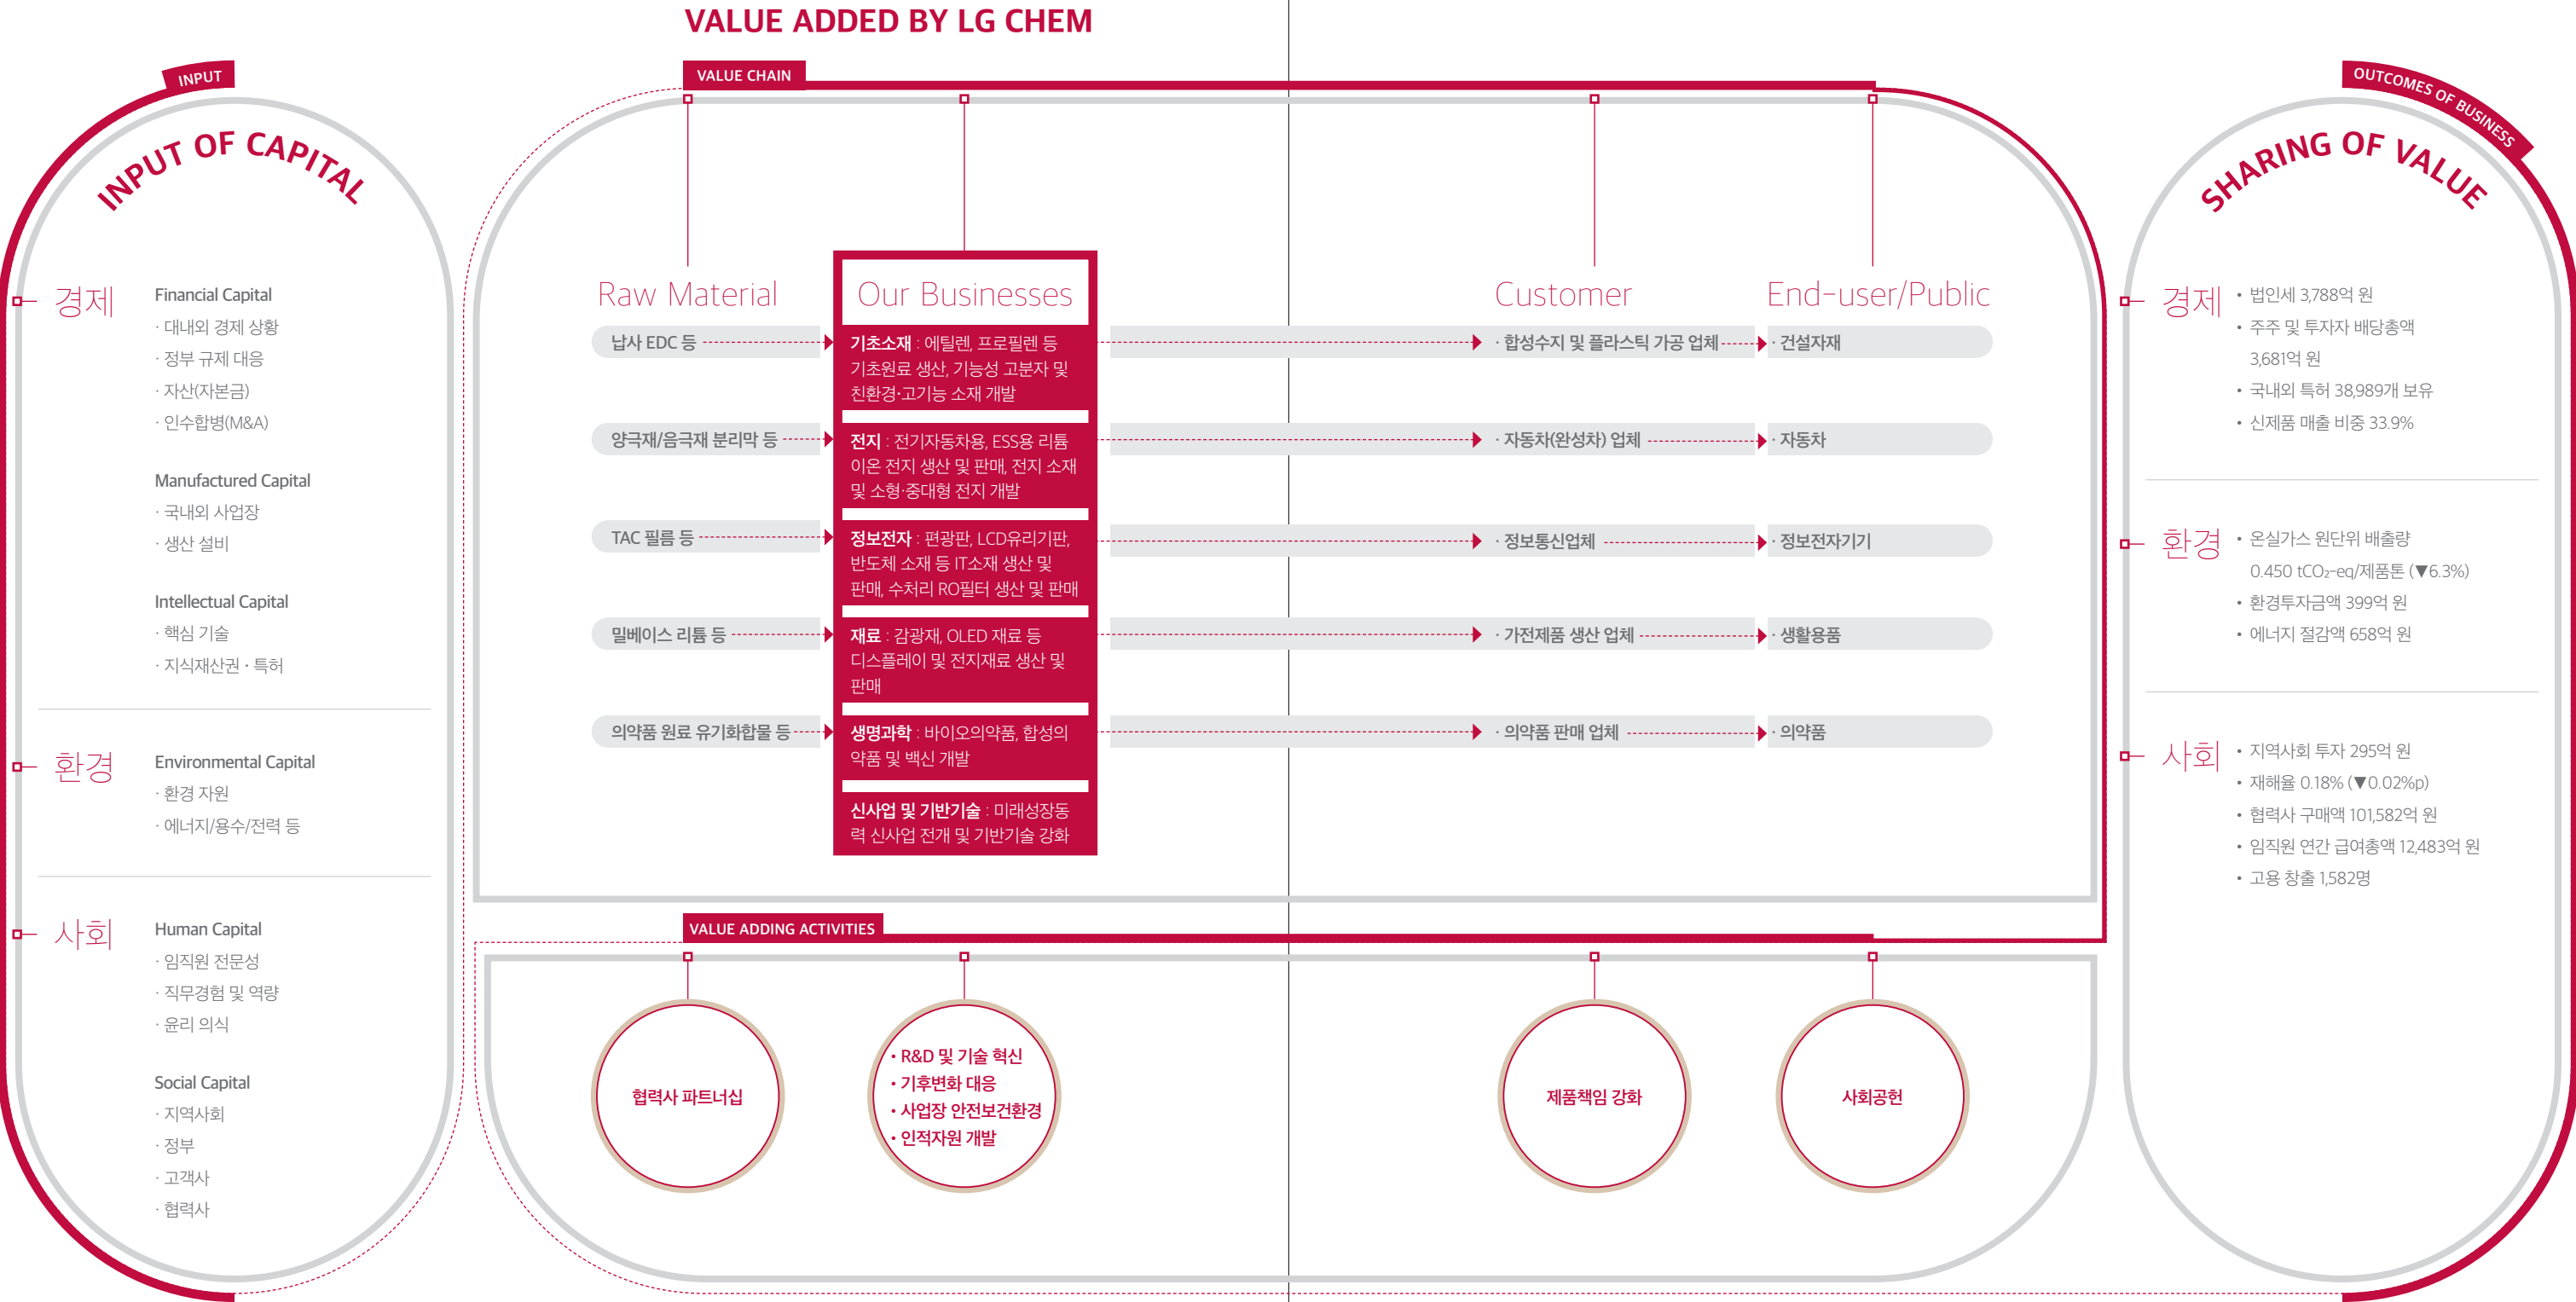 VALUE ADDED BY LG CHEM
INPUT
INPUT OF CAPITAL
경제
Financial Capital
· 대내외 경제 상황
· 정부 규제 대응
· 자산(자본금)
· 인수합병(M&A)
Manufactured Capital
· 국내외 사업장
· 생산 설비
Intellectual Capital
· 핵심 기술
· 지식재산권 · 특허
환경
Environmental Capital
· 환경 자원
· 에너지/용수/전력 등
사회
Human Capital
· 임직원 전문성
· 직무경험 및 역량
· 윤리 의식
Social Capital
· 지역사회
· 정부
· 고객사
· 협력사
VALUE CHAIN
Raw Material
납사 EDC 등
양극재/음극재 분리막 등
TAC 필름 등
밀베이스 리튬 등
의약품 원료 유기화합물 등
Our Businesses
기초소재 : 에틸렌, 프로필렌 등
기초원료 생산, 기능성 고분자 및
친환경·고기능 소재 개발
전지 : 전기자동차용, ESS용 리튬
이온 전지 생산 및 판매, 전지 소재
및 소형·중대형 전지 개발
정보전자 : 편광판, LCD유리기판,
반도체 소재 등 IT소재 생산 및
판매, 수처리 RO필터 생산 및 판매
재료 : 감광재, OLED 재료 등
디스플레이 및 전지재료 생산 및
판매
생명과학 : 바이오의약품, 합성의
약품 및 백신 개발
신사업 및 기반기술 : 미래성장동
력 신사업 전개 및 기반기술 강화
Customer
· 합성수지 및 플라스틱 가공 업체
· 자동차(완성차) 업체
· 정보통신업체
· 가전제품 생산 업체
· 의약품 판매 업체
End-user/Public
· 건설자재
· 자동차
· 정보전자기기
· 생활용품
· 의약품
VALUE ADDING ACTIVITIES
협력사 파트너십
• R&D 및 기술 혁신
• 기후변화 대응
• 사업장 안전보건환경
• 인적자원 개발
제품책임 강화
사회공헌
OUTCOMES OF BUSINESS
SHARING OF VALUE
경제
• 법인세 3,788억 원
• 주주 및 투자자 배당총액
3,681억 원
• 국내외 특허 38,989개 보유
• 신제품 매출 비중 33.9%
환경
• 온실가스 원단위 배출량
0.450 tCO₂-eq/제품톤 (▼6.3%)
• 환경투자금액 399억 원
• 에너지 절감액 658억 원
사회
• 지역사회 투자 295억 원
• 재해율 0.18% (▼0.02%p)
• 협력사 구매액 101,582억 원
• 임직원 연간 급여총액 12,483억 원
• 고용 창출 1,582명